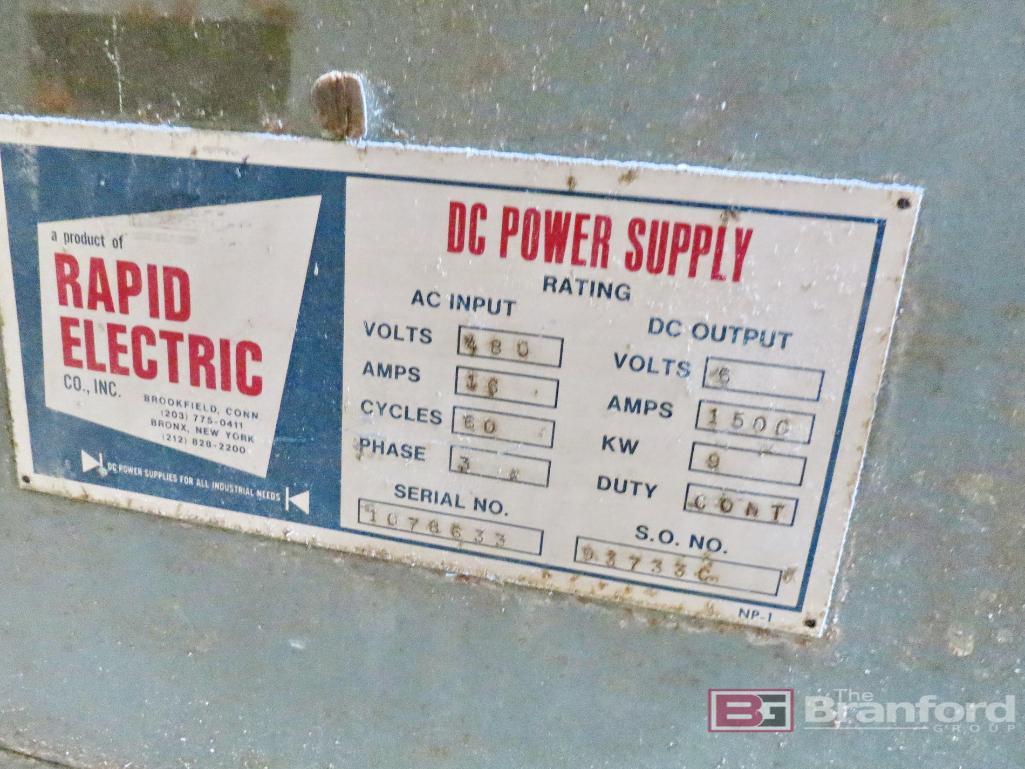 a product of
RAPID
ELECTRIC
CO., INC.
BROOKFIELD, CONN
(203) 775-0411
BRONX, NEW YORK
(212) 828-2200
DC POWER SUPPLIES FOR ALL INDUSTRIAL NEEDS
DC POWER SUPPLY
RATING
AC INPUT
VOLTS 480
AMPS 16
CYCLES 60
PHASE 3
SERIAL NO.
1078633
DC OUTPUT
VOLTS 6
AMPS 1500
KW 9
DUTY CONT
S.O. NO.
NP-1
BG The
Branford
GROUP